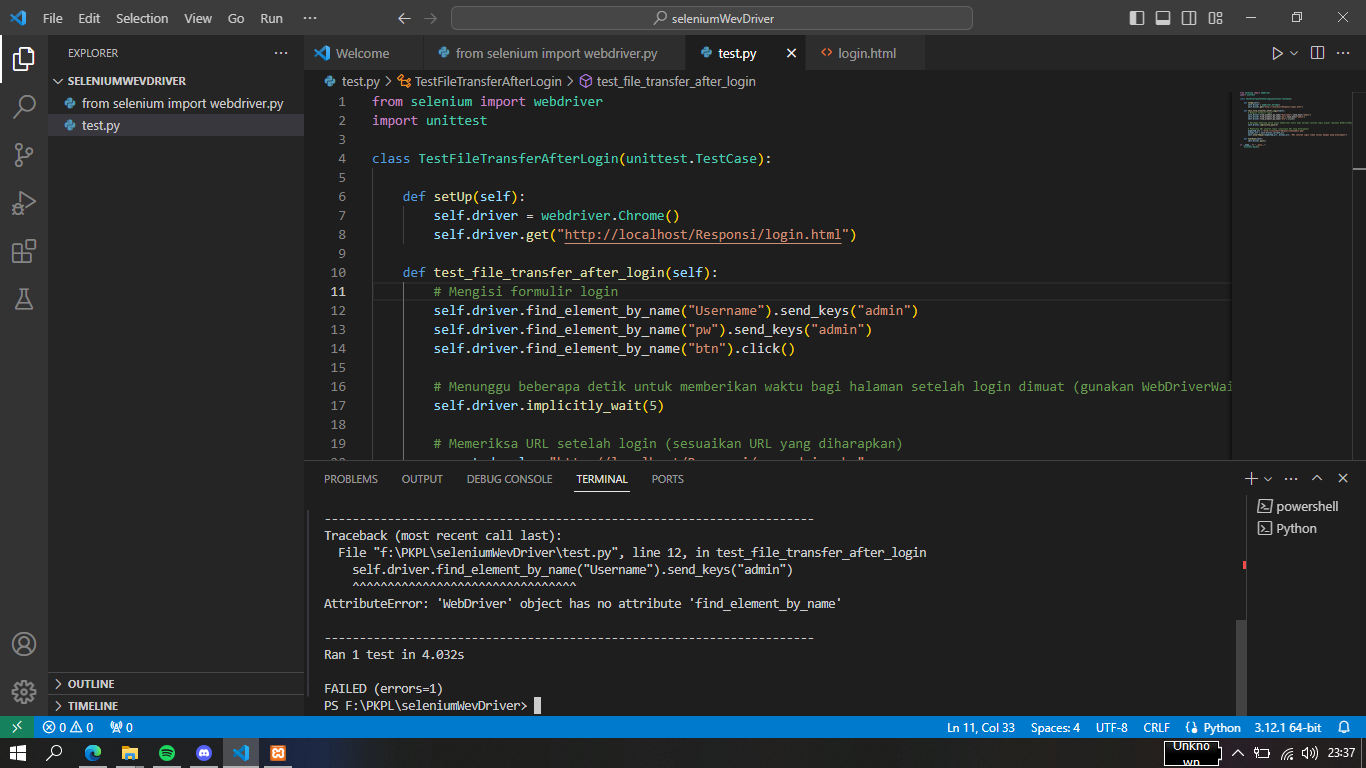 File Edit Selection View Go Run ··· seleniumWevDriver
EXPLORER ···
SELENIUMWEVDRIVER
from selenium import webdriver.py
test.py
OUTLINE
TIMELINE
Welcome from selenium import webdriver.py test.py login.html
test.py > TestFileTransferAfterLogin > test_file_transfer_after_login
1 from selenium import webdriver
2 import unittest
3
4 class TestFileTransferAfterLogin(unittest.TestCase):
5
6 def setUp(self):
7 self.driver = webdriver.Chrome()
8 self.driver.get("http://localhost/Responsi/login.html")
9
10 def test_file_transfer_after_login(self):
11 # Mengisi formulir login
12 self.driver.find_element_by_name("Username").send_keys("admin")
13 self.driver.find_element_by_name("pw").send_keys("admin")
14 self.driver.find_element_by_name("btn").click()
15
16 # Menunggu beberapa detik untuk memberikan waktu bagi halaman setelah login dimuat (gunakan WebDriverWai
17 self.driver.implicitly_wait(5)
18
19 # Memeriksa URL setelah login (sesuaikan URL yang diharapkan)
PROBLEMS OUTPUT DEBUG CONSOLE TERMINAL PORTS
powershell
Python
----------------------------------------------------------------------
Traceback (most recent call last):
File "f:\PKPL\seleniumWevDriver\test.py", line 12, in test_file_transfer_after_login
self.driver.find_element_by_name("Username").send_keys("admin")
^^^^^^^^^^^^^^^^^^^^^^^^^^^^^^^^
AttributeError: 'WebDriver' object has no attribute 'find_element_by_name'
----------------------------------------------------------------------
Ran 1 test in 4.032s
FAILED (errors=1)
PS F:\PKPL\seleniumWevDriver>
0 0 0 Ln 11, Col 33 Spaces: 4 UTF-8 CRLF Python 3.12.1 64-bit
Unkno
wn
23:37